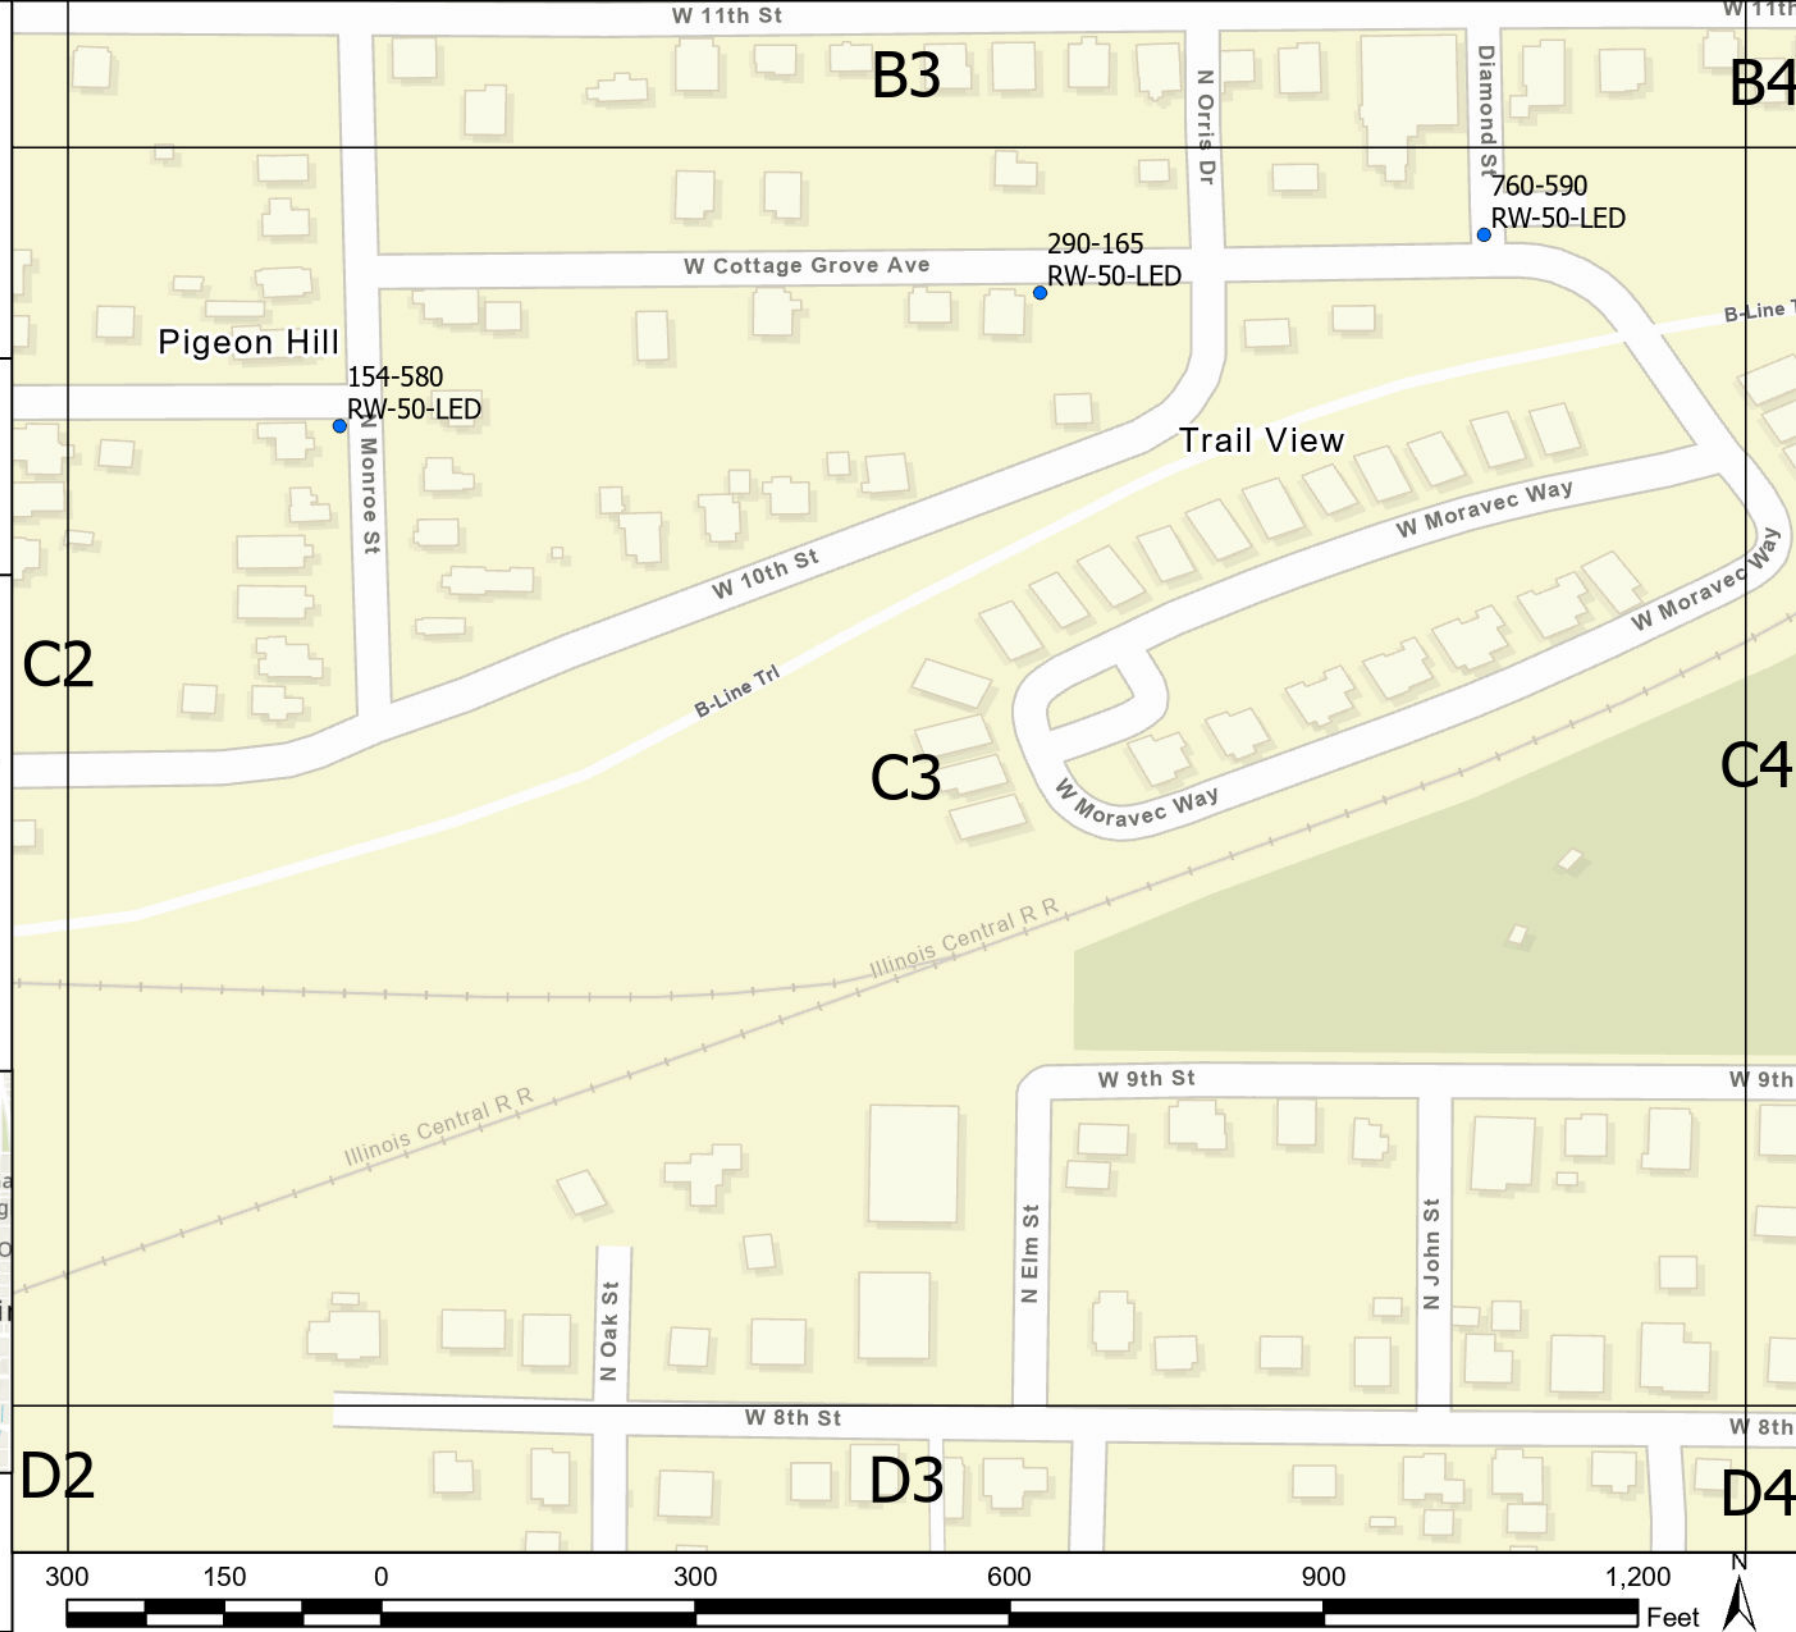 W 11th St
W 11th
B3
B4
N Orris Dr
Diamond St
760-590
RW-50-LED
290-165
RW-50-LED
W Cottage Grove Ave
B-Line T
Pigeon Hill
154-580
RW-50-LED
N Monroe St
Trail View
W Moravec Way
W 10th St
W Moravec Way
C2
B-Line Trl
C3
C4
W Moravec Way
Illinois Central R R
W 9th St
W 9th
Illinois Central R R
N Elm St
N John St
N Oak St
W 8th St
W 8th
D2
D3
D4
300 150 0 300 600 900 1,200
Feet
N